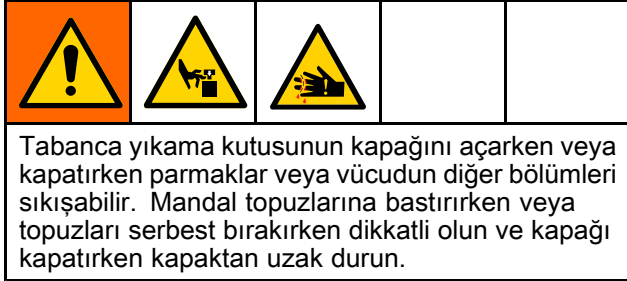 Tabanca yıkama kutusunun kapağını açarken veya
kapatırken parmaklar veya vücudun diğer bölümleri
sıkışabilir. Mandal topuzlarına bastırırken veya
topuzları serbest bırakırken dikkatli olun ve kapağı
kapatırken kapaktan uzak durun.